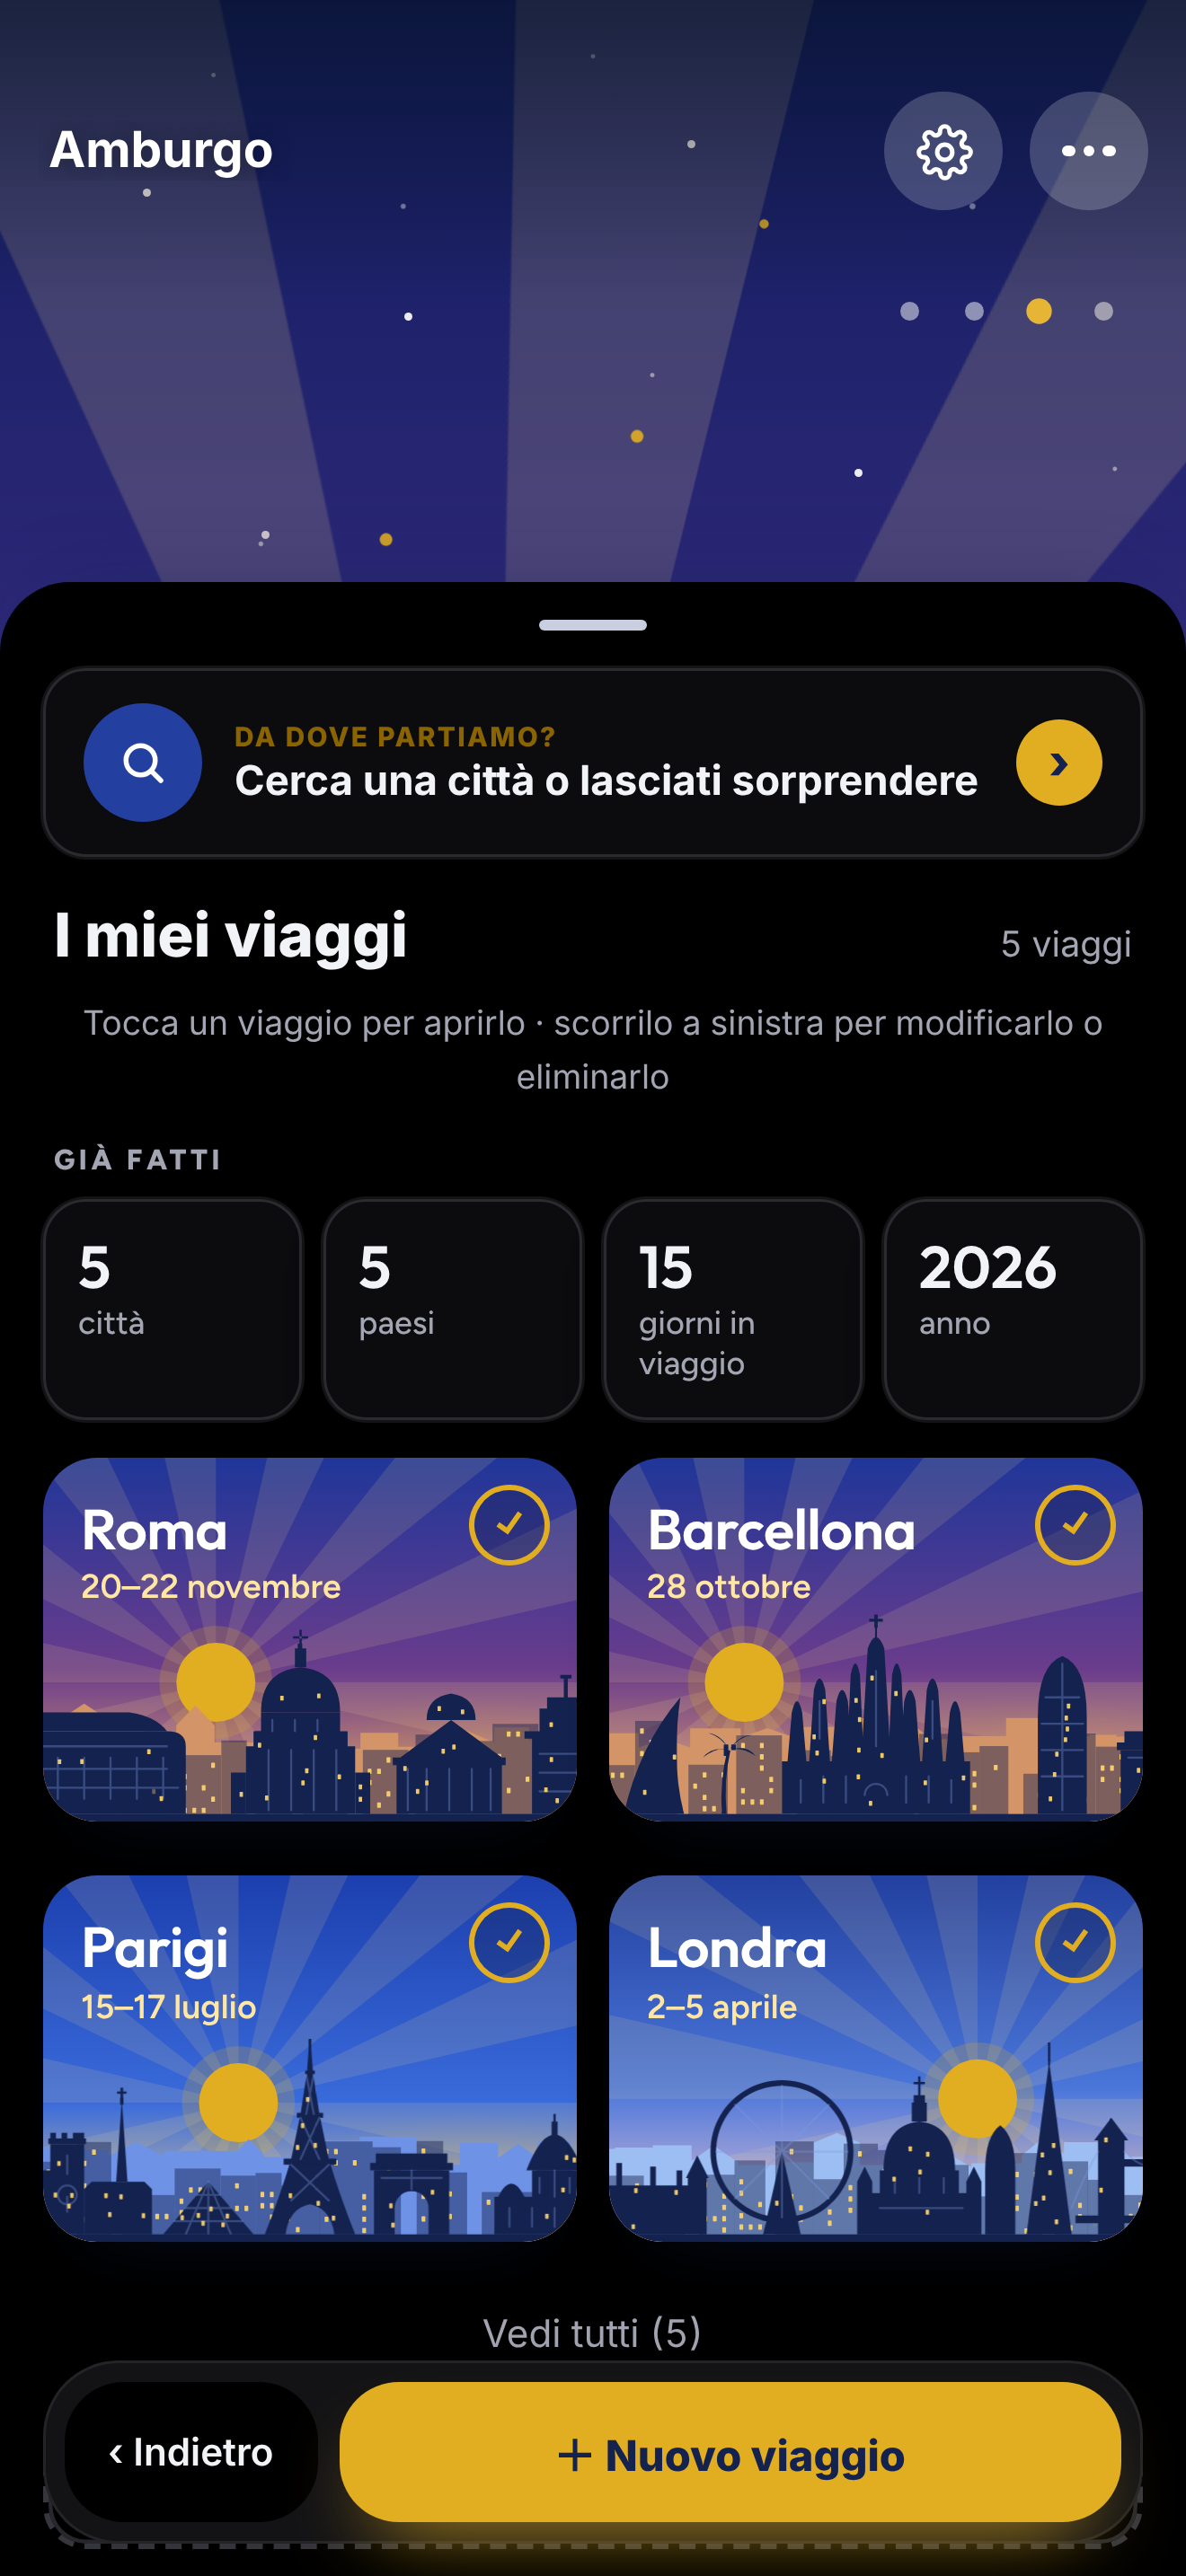 Amburgo
DA DOVE PARTIAMO?
Cerca una città o lasciati sorprendere
I miei viaggi
5 viaggi
Tocca un viaggio per aprirlo · scorrilo a sinistra per modificarlo o
eliminarlo
GIÀ FATTI
5
città
5
paesi
15
giorni in
viaggio
2026
anno
Roma
20–22 novembre
Barcellona
28 ottobre
Parigi
15–17 luglio
Londra
2–5 aprile
Vedi tutti (5)
‹ Indietro
+ Nuovo viaggio